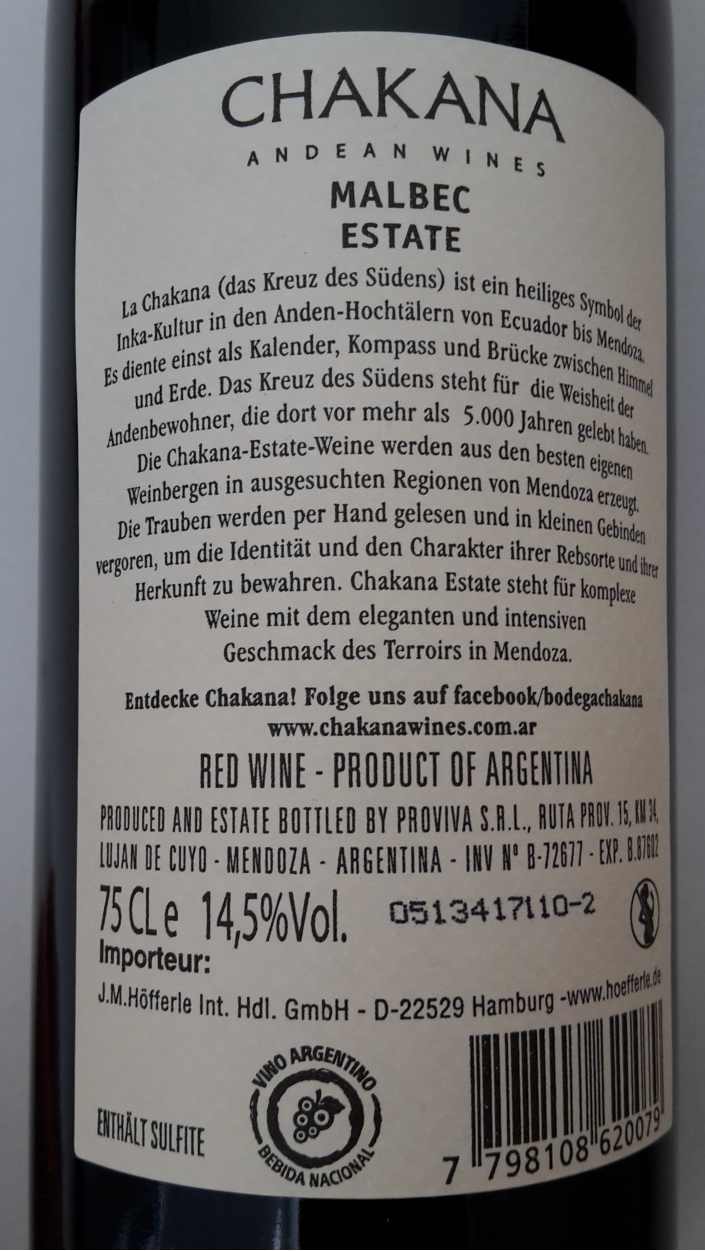 CHAKANA
ANDEAN WINES
MALBEC
ESTATE
La Chakana (das Kreuz des Südens) ist ein heiliges Symbol der
Inka-Kultur in den Anden-Hochtälern von Ecuador bis Mendoza.
Es diente einst als Kalender, Kompass und Brücke zwischen Himmel
und Erde. Das Kreuz des Südens steht für die Weisheit der
Andenbewohner, die dort vor mehr als 5.000 Jahren gelebt haben.
Die Chakana-Estate-Weine werden aus den besten eigenen
Weinbergen in ausgesuchten Regionen von Mendoza erzeugt.
Die Trauben werden per Hand gelesen und in kleinen Gebinden
vergoren, um die Identität und den Charakter ihrer Rebsorte und ihrer
Herkunft zu bewahren. Chakana Estate steht für komplexe
Weine mit dem eleganten und intensiven
Geschmack des Terroirs in Mendoza.
Entdecke Chakana! Folge uns auf facebook/bodegachakana
www.chakanawines.com.ar
RED WINE - PRODUCT OF ARGENTINA
PRODUCED AND ESTATE BOTTLED BY PROVIVA S.R.L., RUTA PROV. 15, KM 34,
LUJAN DE CUYO - MENDOZA - ARGENTINA - INV Nº B-72677 - EXP. B.87602
75 CL e 14,5%Vol.
0513417110-2
Importeur:
J.M.Höfferle Int. Hdl. GmbH - D-22529 Hamburg -www.hoefferle.de
ENTHÄLT SULFITE
VINO ARGENTINO
BEBIDA NACIONAL
7 798108 620079